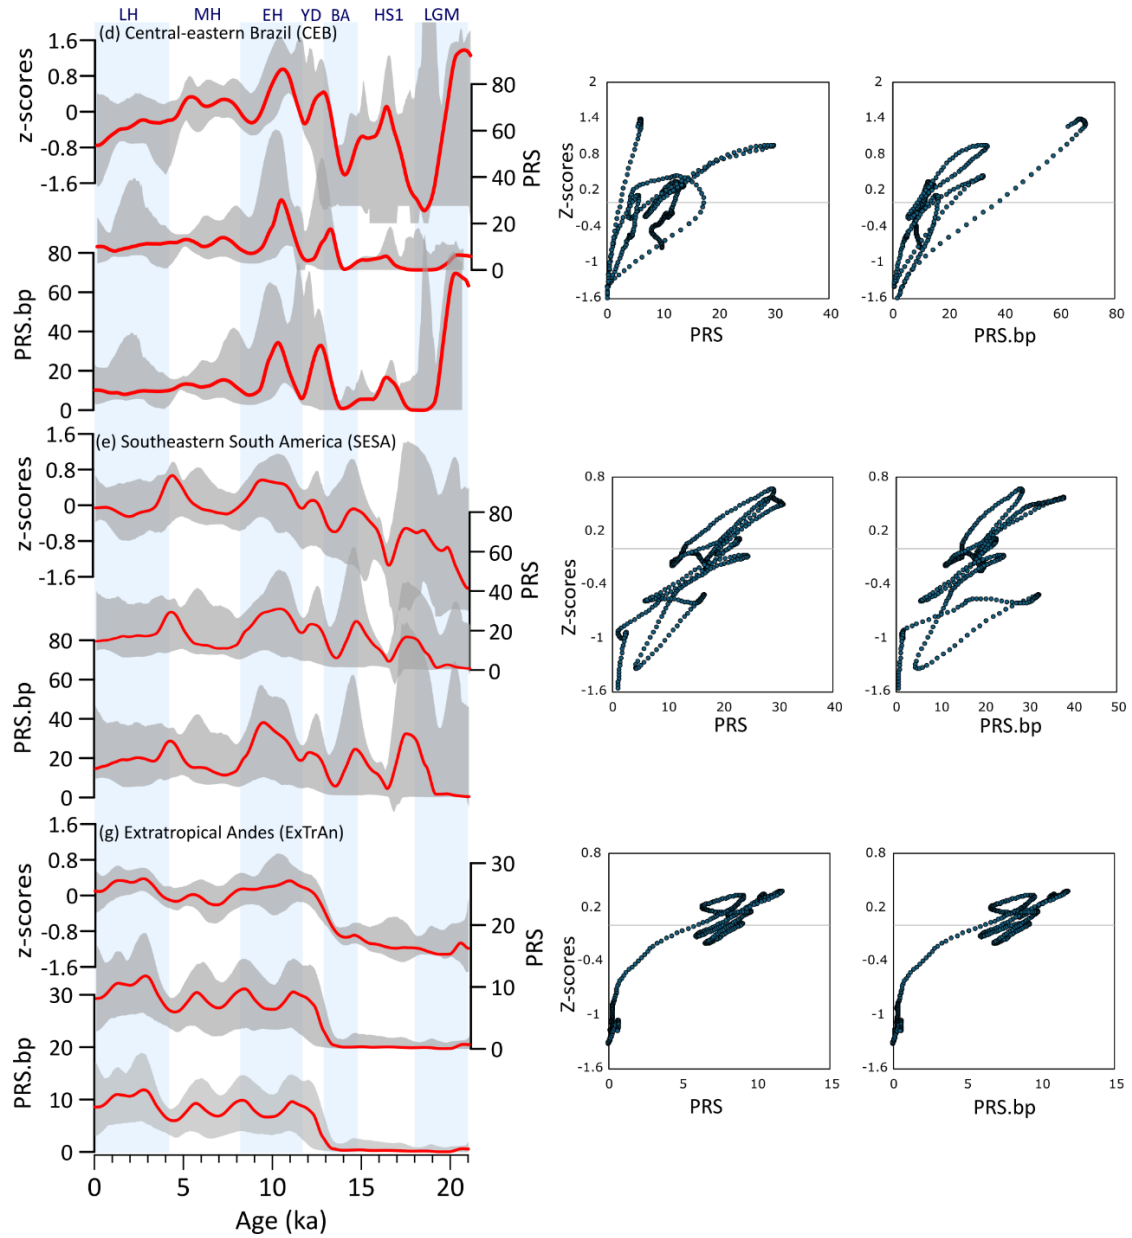 LH MH EH YD BA HS1 LGM
(d) Central-eastern Brazil (CEB)
z-scores
1.6
0.8
0
-0.8
-1.6
PRS
80
60
40
20
0
PRS.bp
80
60
40
20
0
Z-scores
2
1.4
0.8
0.2
-0.4
-1
-1.6
0 10 20 30 40
PRS
2
1.4
0.8
0.2
-0.4
-1
-1.6
0 20 40 60 80
PRS.bp
(e) Southeastern South America (SESA)
z-scores
1.6
0.8
0
-0.8
-1.6
PRS
80
60
40
20
0
PRS.bp
80
60
40
20
0
Z-scores
0.8
0.2
-0.4
-1
-1.6
0 10 20 30 40
PRS
0.8
0.2
-0.4
-1
-1.6
0 10 20 30 40 50
PRS.bp
(g) Extratropical Andes (ExTrAn)
z-scores
1.6
0.8
0
-0.8
-1.6
PRS
30
20
10
0
PRS.bp
30
20
10
0
0 5 10 15 20
Age (ka)
Z-scores
0.8
0.2
-0.4
-1
-1.6
0 5 10 15
PRS
0.8
0.2
-0.4
-1
-1.6
0 5 10 15
PRS.bp